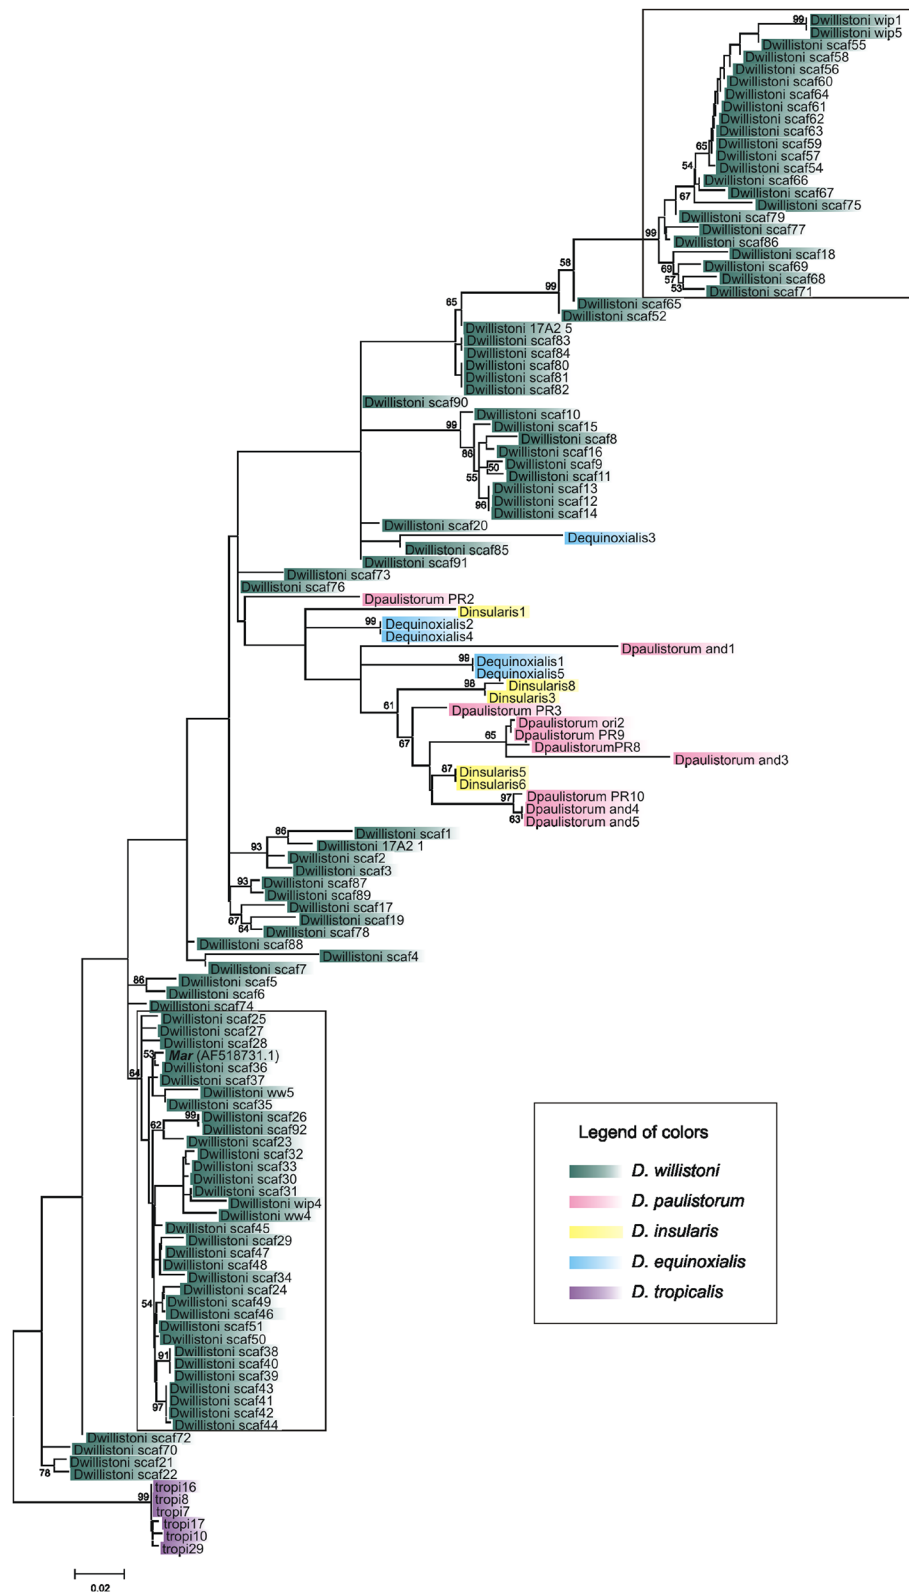 99
Dwillistoni wip1
Dwillistoni wip5
Dwillistoni scaf55
Dwillistoni scaf58
Dwillistoni scaf56
Dwillistoni scaf60
Dwillistoni scaf64
Dwillistoni scaf61
Dwillistoni scaf62
Dwillistoni scaf63
65
Dwillistoni scaf59
Dwillistoni scaf57
54
Dwillistoni scaf54
Dwillistoni scaf66
67
Dwillistoni scaf67
Dwillistoni scaf75
Dwillistoni scaf79
99
Dwillistoni scaf77
Dwillistoni scaf86
Dwillistoni scaf18
58
69
Dwillistoni scaf69
57
Dwillistoni scaf68
99
53
Dwillistoni scaf71
65
Dwillistoni scaf65
Dwillistoni scaf52
Dwillistoni 17A2 5
Dwillistoni scaf83
Dwillistoni scaf84
Dwillistoni scaf80
Dwillistoni scaf81
Dwillistoni scaf82
Dwillistoni scaf90
Dwillistoni scaf10
99
Dwillistoni scaf15
Dwillistoni scaf8
86
Dwillistoni scaf16
50
Dwillistoni scaf9
55
Dwillistoni scaf11
Dwillistoni scaf13
96
Dwillistoni scaf12
Dwillistoni scaf14
Dwillistoni scaf20
Dequinoxialis3
Dwillistoni scaf85
Dwillistoni scaf91
Dwillistoni scaf73
Dwillistoni scaf76
Dpaulistorum PR2
Dinsularis1
99
Dequinoxialis2
Dequinoxialis4
Dpaulistorum and1
99
Dequinoxialis1
Dequinoxialis5
98
Dinsularis8
Dinsularis3
61
Dpaulistorum PR3
Dpaulistorum ori2
65
Dpaulistorum PR9
67
DpaulistorumPR8
Dpaulistorum and3
87
Dinsularis5
Dinsularis6
97
Dpaulistorum PR10
Dpaulistorum and4
63
Dpaulistorum and5
86
Dwillistoni scaf1
93
Dwillistoni 17A2 1
Dwillistoni scaf2
Dwillistoni scaf3
93
Dwillistoni scaf87
Dwillistoni scaf89
Dwillistoni scaf17
67
Dwillistoni scaf19
64
Dwillistoni scaf78
Dwillistoni scaf88
Dwillistoni scaf4
Dwillistoni scaf7
86
Dwillistoni scaf5
Dwillistoni scaf6
Dwillistoni scaf74
Dwillistoni scaf25
Dwillistoni scaf27
Dwillistoni scaf28
53
Mar (AF518731.1)
64
Dwillistoni scaf36
Dwillistoni scaf37
Dwillistoni ww5
Dwillistoni scaf35
99
Dwillistoni scaf26
62
Dwillistoni scaf92
Dwillistoni scaf23
Dwillistoni scaf32
Dwillistoni scaf33
Dwillistoni scaf30
Dwillistoni scaf31
Dwillistoni wip4
Dwillistoni ww4
Dwillistoni scaf45
Dwillistoni scaf29
Dwillistoni scaf47
Dwillistoni scaf48
Dwillistoni scaf34
Dwillistoni scaf24
54
Dwillistoni scaf49
Dwillistoni scaf46
Dwillistoni scaf51
Dwillistoni scaf50
91
Dwillistoni scaf38
Dwillistoni scaf40
Dwillistoni scaf39
Dwillistoni scaf43
97
Dwillistoni scaf41
Dwillistoni scaf42
Dwillistoni scaf44
Dwillistoni scaf72
Dwillistoni scaf70
Dwillistoni scaf21
78
Dwillistoni scaf22
tropi16
99
tropi8
tropi7
tropi17
tropi10
tropi29
0.02
Legend of colors
D. willistoni
D. paulistorum
D. insularis
D. equinoxialis
D. tropicalis